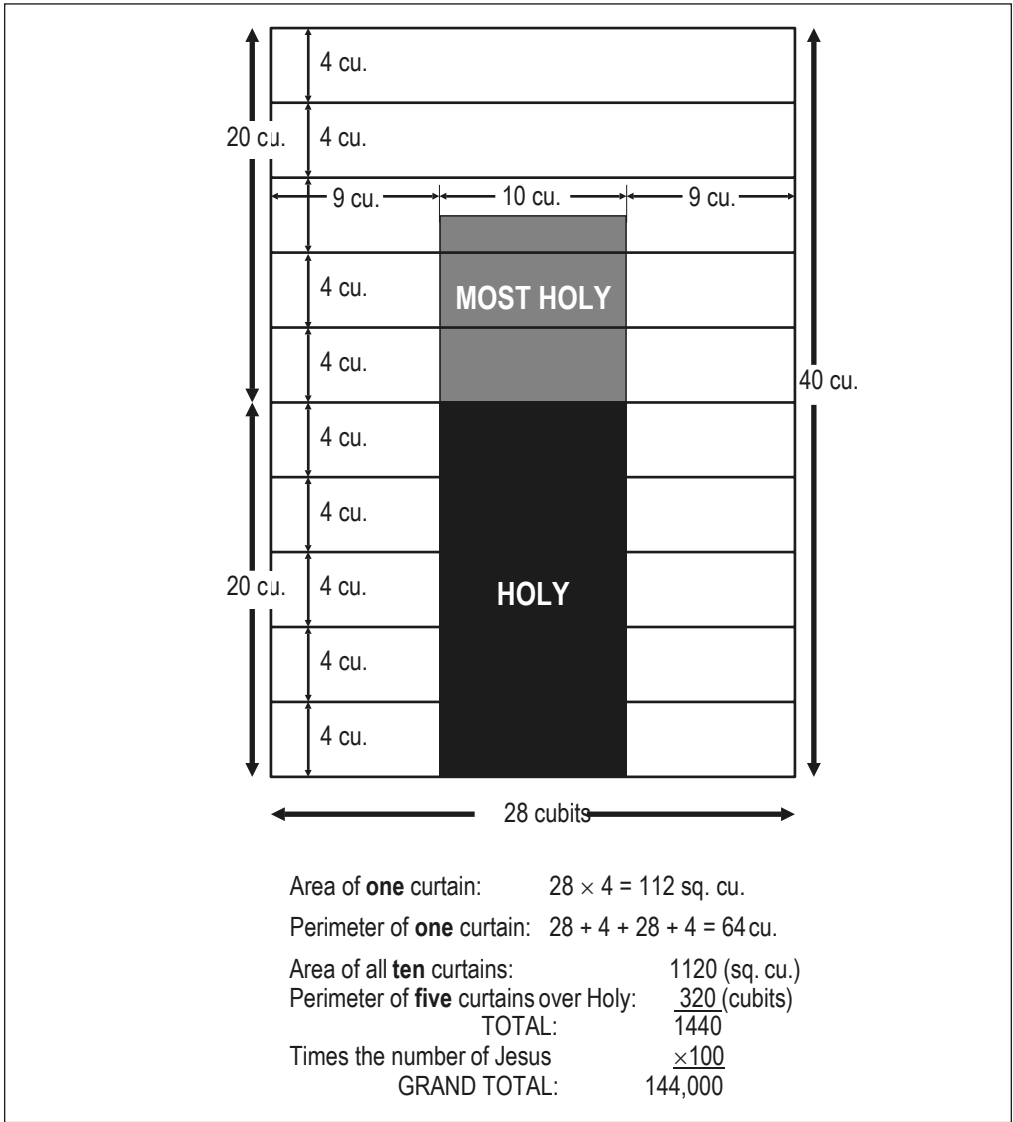 4 cu.
20 cu.
4 cu.
9 cu.
10 cu.
9 cu.
4 cu.
MOST HOLY
4 cu.
40 cu.
4 cu.
4 cu.
20 cu.
4 cu.
HOLY
4 cu.
4 cu.
28 cubits
Area of one curtain: 28 × 4 = 112 sq. cu.
Perimeter of one curtain: 28 + 4 + 28 + 4 = 64 cu.
Area of all ten curtains: 1120 (sq. cu.)
Perimeter of five curtains over Holy: 320 (cubits)
TOTAL: 1440
Times the number of Jesus ×100
GRAND TOTAL: 144,000